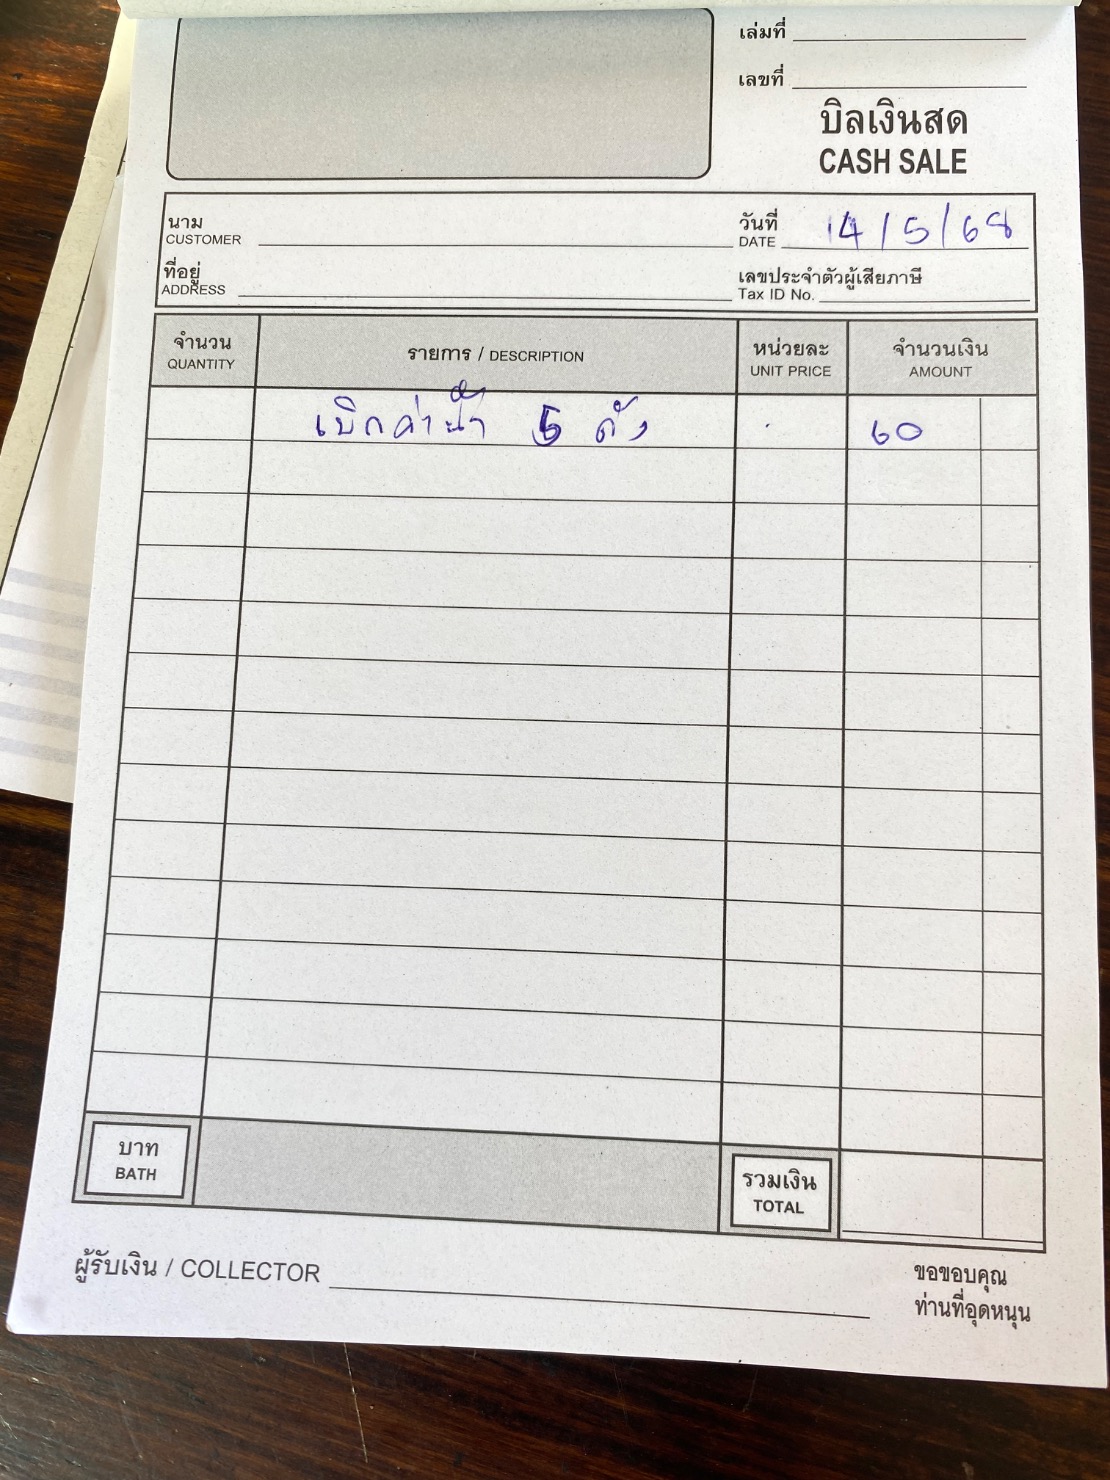 เล่มที่
เลขที่
บิลเงินสด
CASH SALE
นาม
CUSTOMER
วันที่ 14/5/68
DATE
ที่อยู่
ADDRESS
เลขประจำตัวผู้เสียภาษี
Tax ID No.
จำนวน รายการ / DESCRIPTION หน่วยละ จำนวนเงิน
QUANTITY UNIT PRICE AMOUNT
เบิกค่าน้ำ 5 ถัง 60
บาท
BATH
รวมเงิน
TOTAL
ผู้รับเงิน / COLLECTOR
ขอขอบคุณ
ท่านที่อุดหนุน